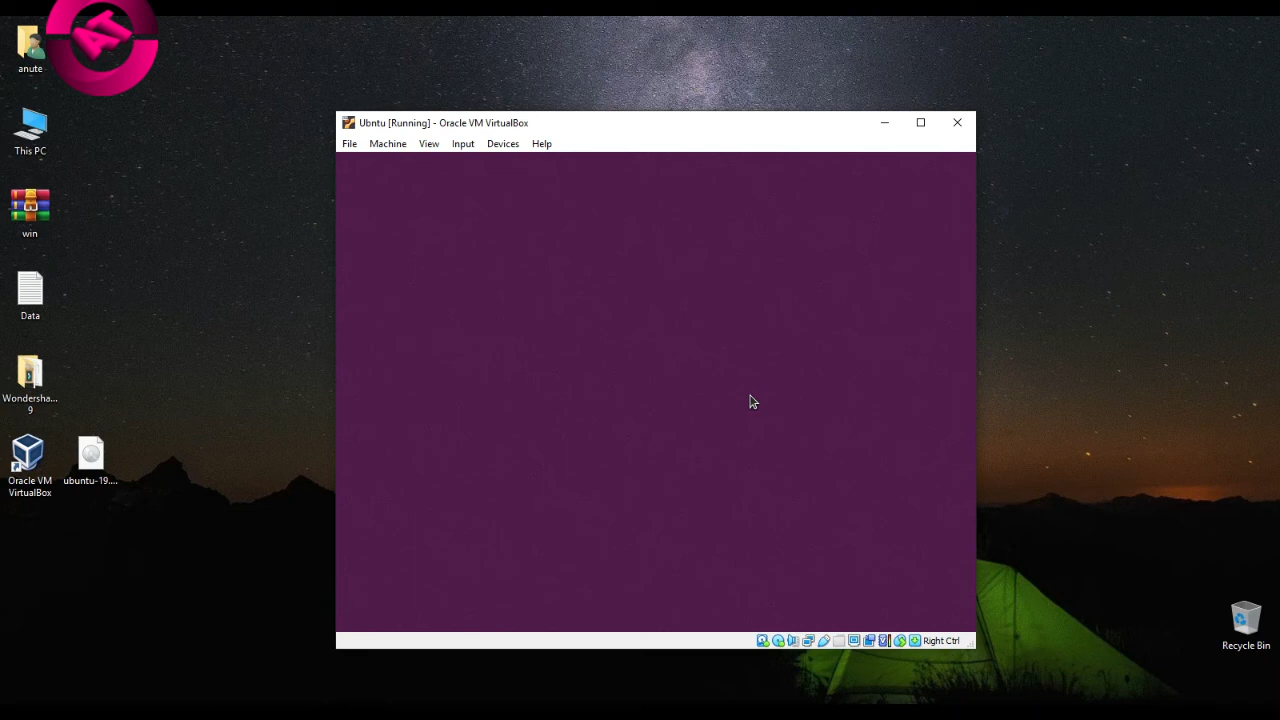 anute
This PC
win
Data
Wondersha...
9
Oracle VM
VirtualBox
ubuntu-19....
Ubntu [Running] - Oracle VM VirtualBox
File Machine View Input Devices Help
Right Ctrl
Recycle Bin